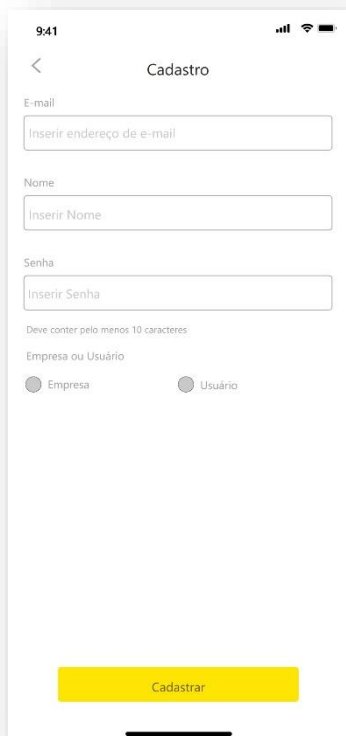 9:41
Cadastro
E-mail
Inserir endereço de e-mail
Nome
Inserir Nome
Senha
Inserir Senha
Deve conter pelo menos 10 caracteres
Empresa ou Usuário
Empresa Usuário
Cadastrar